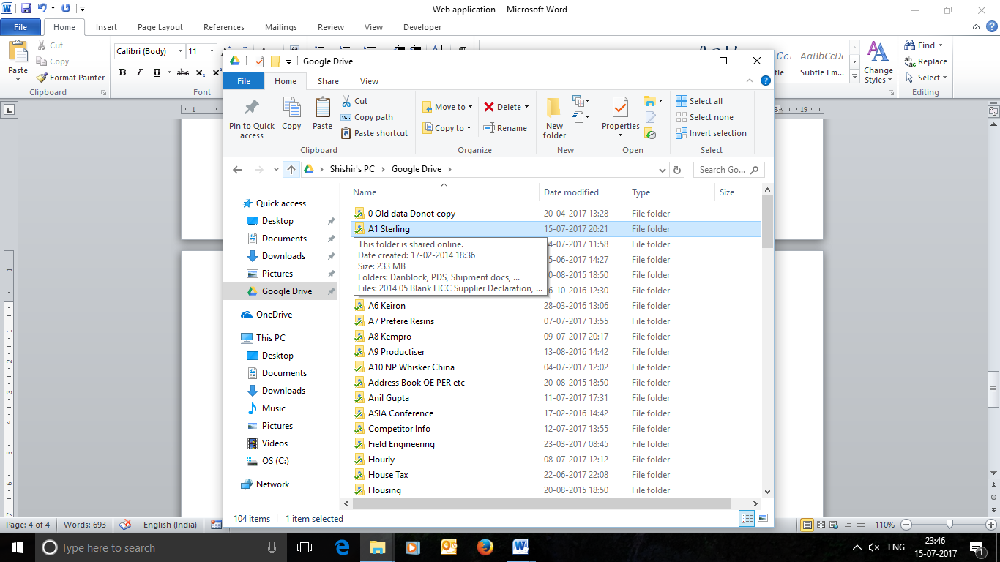 Web application - Microsoft Word
File Home Insert Page Layout References Mailings Review View Developer
Cut
Copy
Paste
Format Painter
Clipboard
Calibri (Body) 11
B I U abc x₂ x²
Font
Subtle Em...
Change
Styles
Find
Replace
Select
Editing
Google Drive
File Home Share View
Pin to Quick
access
Copy
Paste
Cut
Copy path
Paste shortcut
Clipboard
Move to
Copy to
Delete
Rename
Organize
New
folder
New
Properties
Open
Select all
Select none
Invert selection
Select
Shishir's PC > Google Drive >
Search Go...
Quick access
Desktop
Documents
Downloads
Pictures
Google Drive
OneDrive
This PC
Desktop
Documents
Downloads
Music
Pictures
Videos
OS (C:)
Network
Name Date modified Type Size
0 Old data Donot copy 20-04-2017 13:28 File folder
A1 Sterling 15-07-2017 20:21 File folder
4-07-2017 11:58 File folder
5-06-2017 14:27 File folder
0-08-2015 18:50 File folder
6-10-2016 12:30 File folder
This folder is shared online.
Date created: 17-02-2014 18:36
Size: 233 MB
Folders: Danblock, PDS, Shipment docs, ...
Files: 2014 05 Blank EICC Supplier Declaration, ...
A6 Keiron 28-03-2016 13:06 File folder
A7 Prefere Resins 07-07-2017 13:55 File folder
A8 Kempro 09-07-2017 20:17 File folder
A9 Productiser 13-08-2016 14:42 File folder
A10 NP Whisker China 04-07-2017 12:02 File folder
Address Book OE PER etc 20-08-2015 18:50 File folder
Anil Gupta 11-07-2017 17:31 File folder
ASIA Conference 17-02-2016 14:42 File folder
Competitor Info 12-07-2017 13:55 File folder
Field Engineering 23-03-2017 08:45 File folder
Hourly 08-07-2017 12:12 File folder
House Tax 22-06-2017 22:08 File folder
Housing 20-08-2015 18:50 File folder
104 items 1 item selected
Page: 4 of 4 Words: 693 English (India) 110%
Type here to search
ENG
23:46
15-07-2017
1